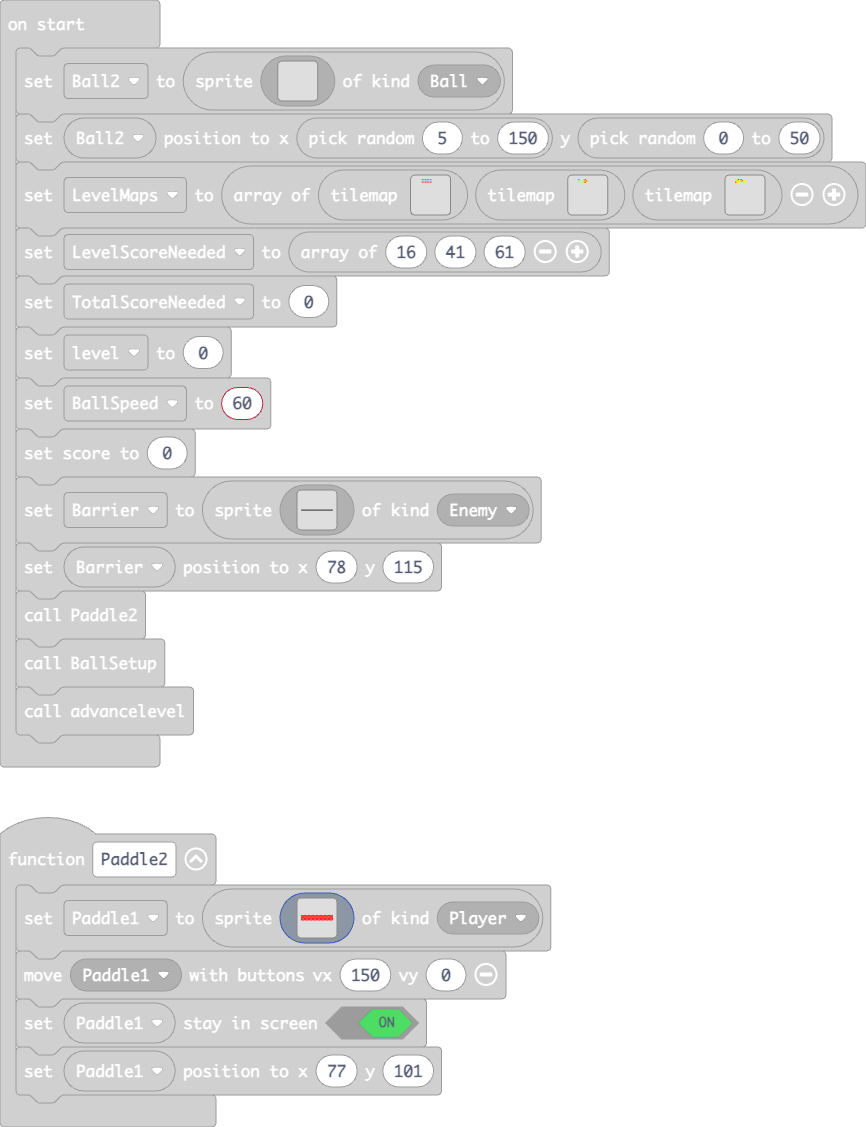 on start
set Ball2 to sprite of kind Ball
set Ball2 position to x pick random 5 to 150 y pick random 0 to 50
set LevelMaps to array of tilemap tilemap tilemap
set LevelScoreNeeded to array of 16 41 61
set TotalScoreNeeded to 0
set level to 0
set BallSpeed to 60
set score to 0
set Barrier to sprite of kind Enemy
set Barrier position to x 78 y 115
call Paddle2
call BallSetup
call advancelevel
function Paddle2
set Paddle1 to sprite of kind Player
move Paddle1 with buttons vx 150 vy 0
set Paddle1 stay in screen ON
set Paddle1 position to x 77 y 101